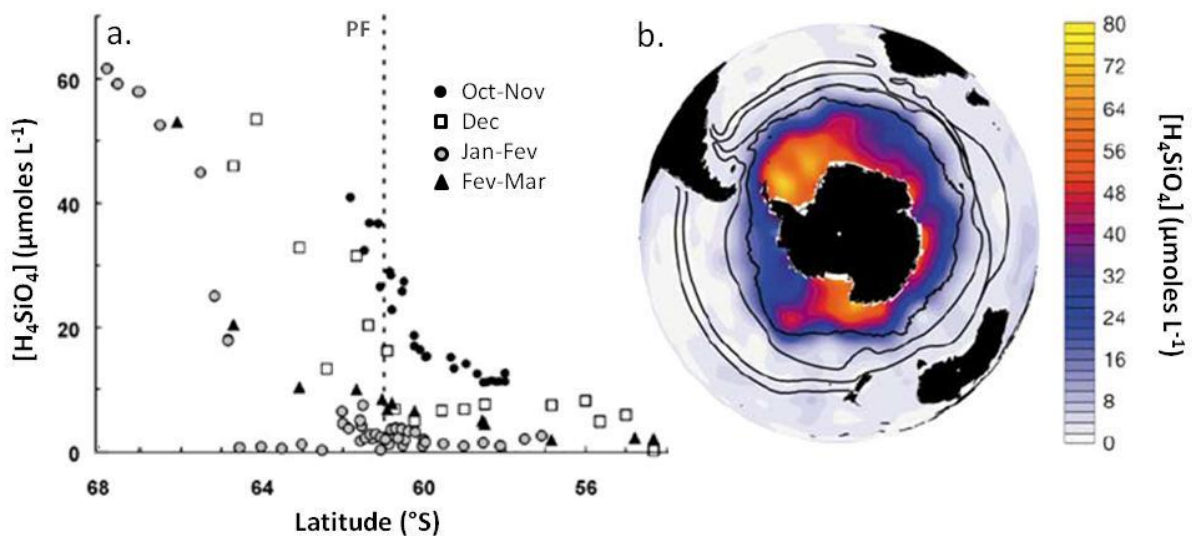 a.
PF
Oct-Nov
Dec
Jan-Fev
Fev-Mar
[H₄SiO₄] (µmoles L⁻¹)
60
40
20
0
68
64
60
56
Latitude (°S)
b.
80
72
64
56
48
40
32
24
16
8
0
[H₄SiO₄] (µmoles L⁻¹)